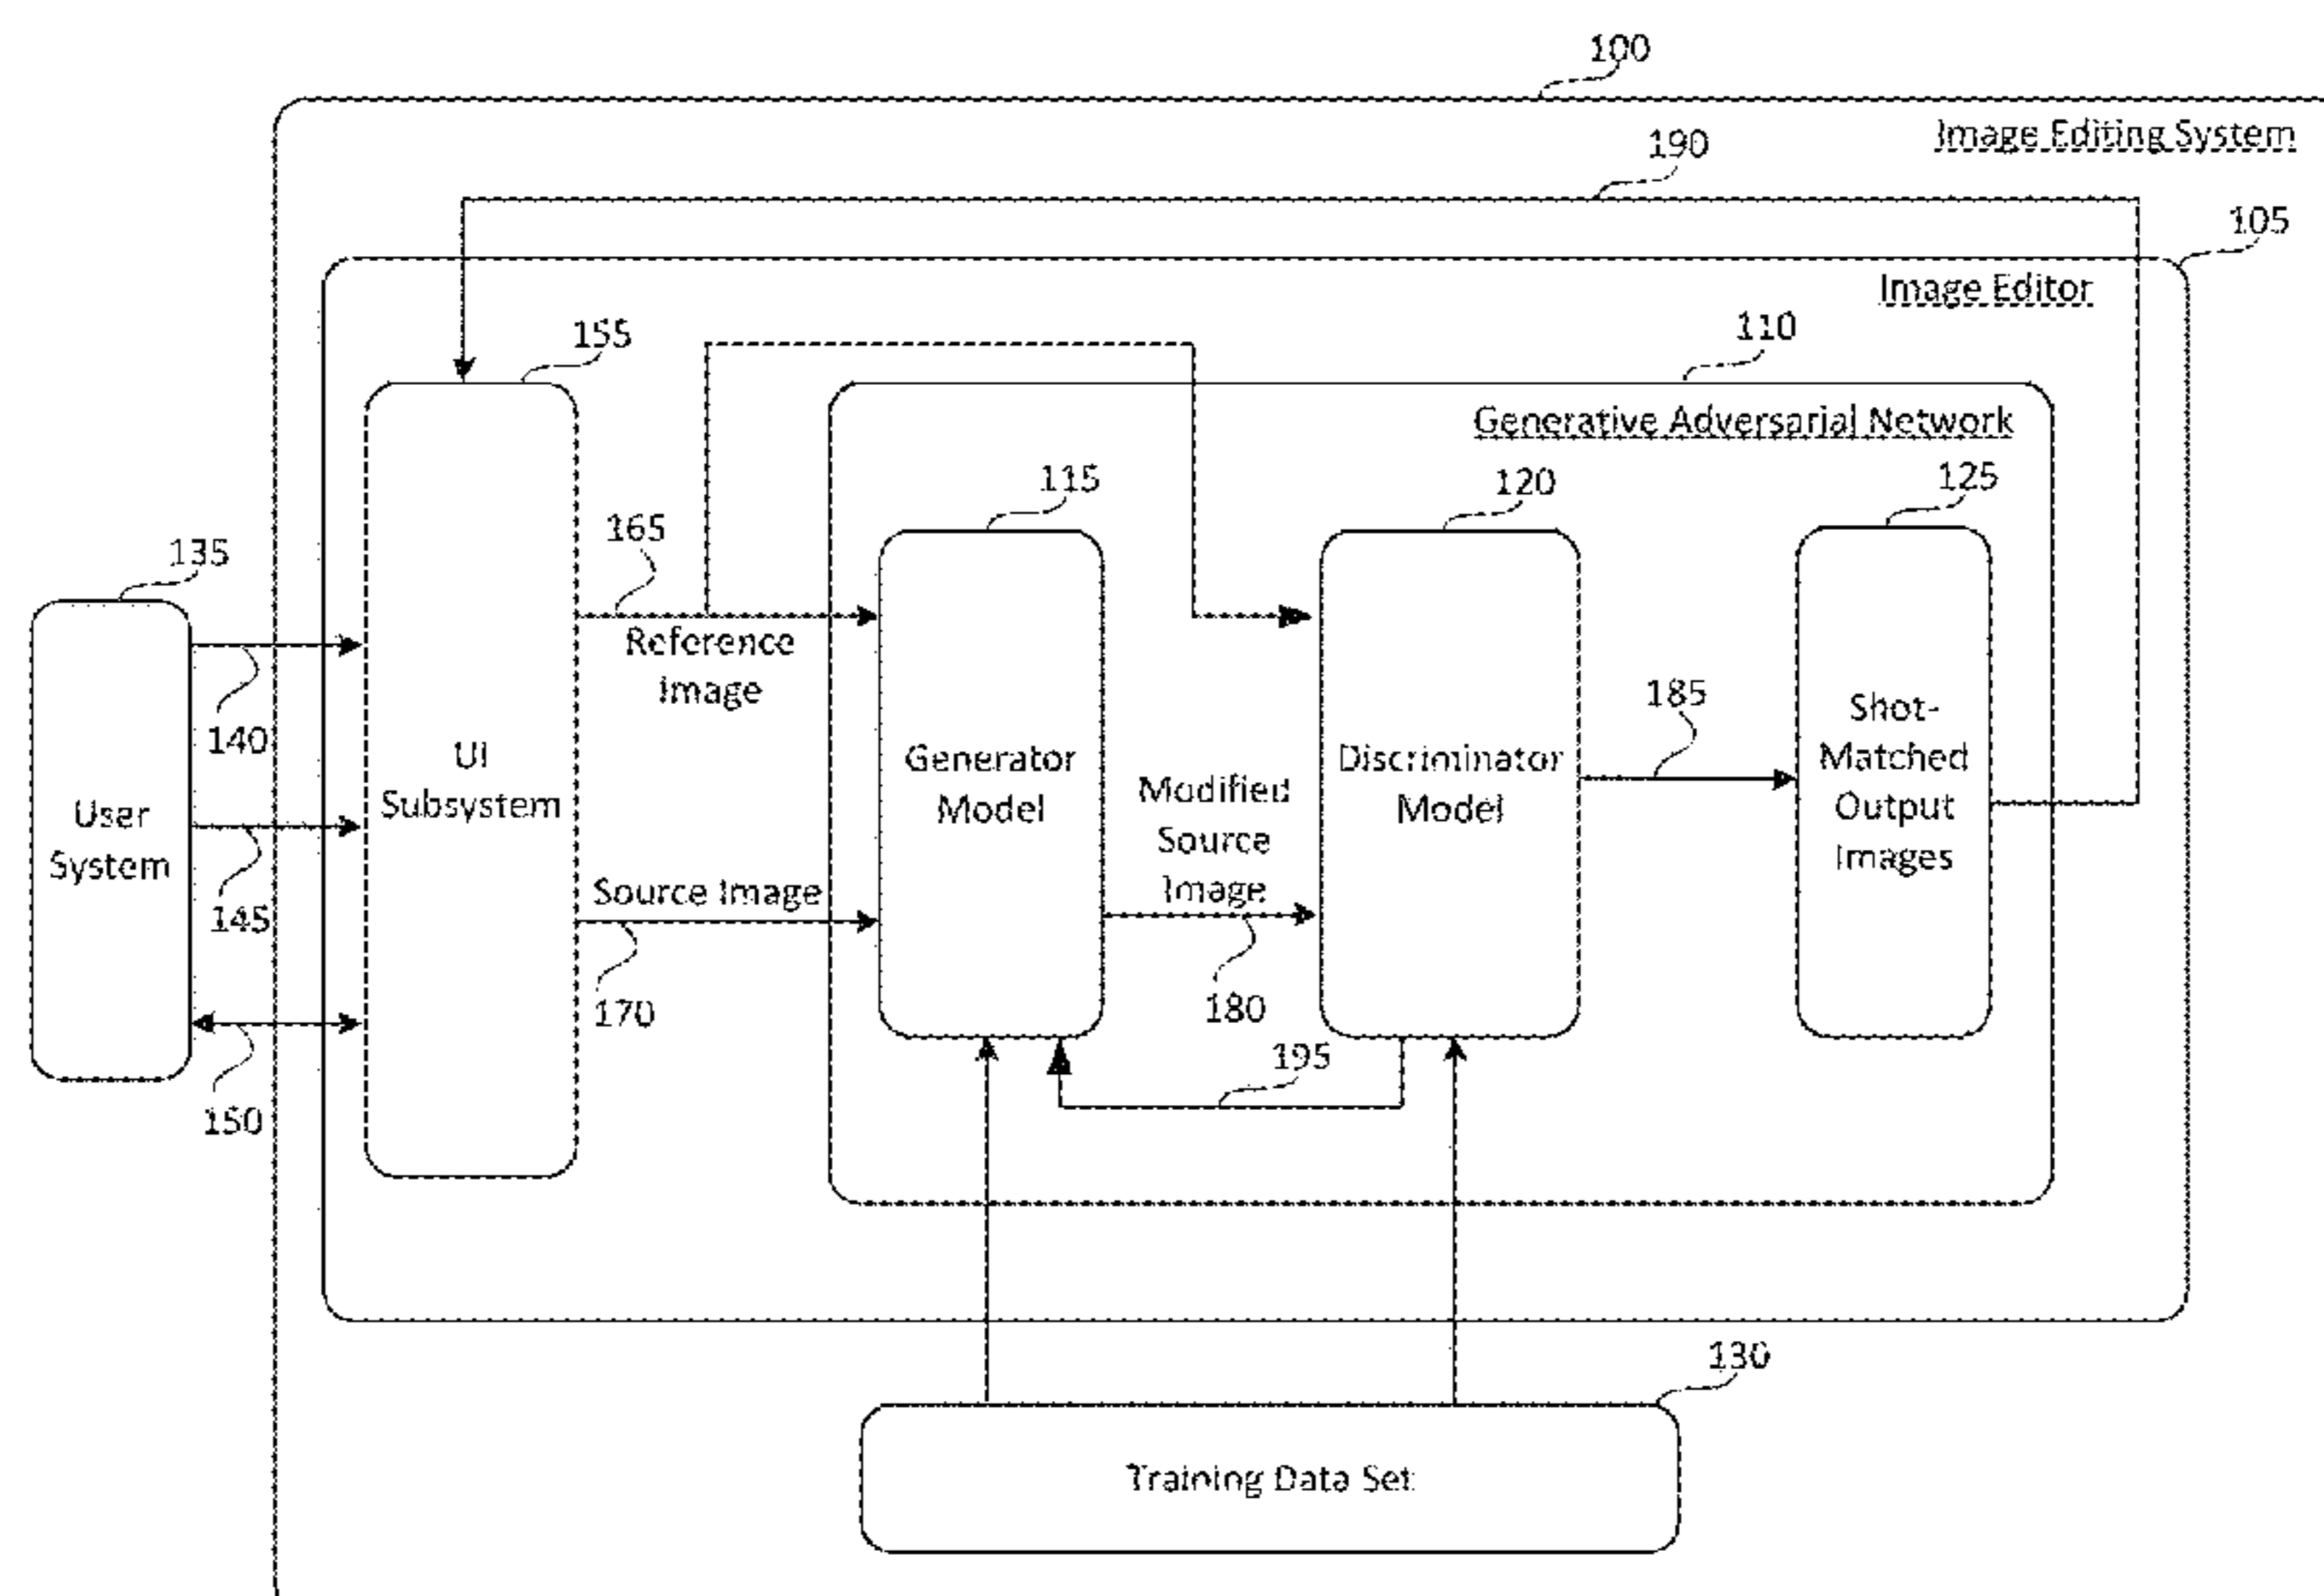 100
Image Editing System
190
105
Image Editor
155
110
Generative Adversarial Network
115
120
125
165
135
Reference
Image
185
140
UI
Subsystem
Generator
Model
Modified
Source
Image
Discriminator
Model
Shot-
Matched
Output
Images
User
System
145
Source Image
170
180
150
195
130
Training Data Set